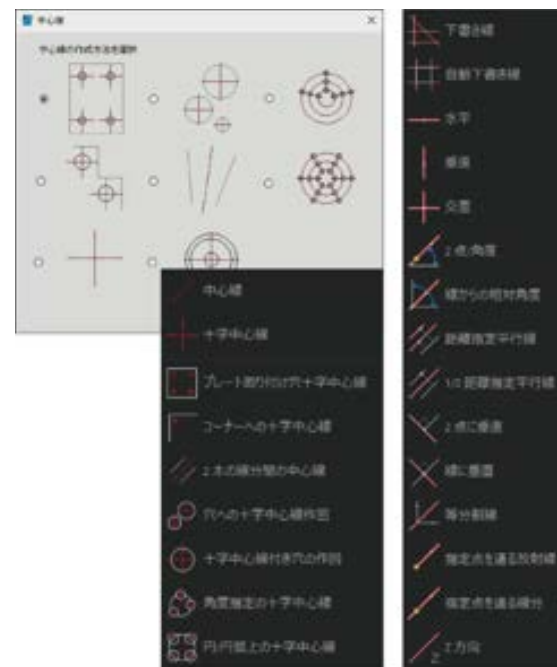 中心線
中心線の作成方法を選択
中心線
十字中心線
プレート取り付け穴十字中心線
コーナーへの十字中心線
2 本の線分間の中心線
穴への十字中心線作図
十字中心線付き穴の作図
角度指定の十字中心線
円/円弧上の十字中心線
下書き線
自動下書き線
水平
垂直
交差
2 点/角度
線からの相対角度
距離指定平行線
1/2 距離指定平行線
2 点に垂直
線に垂直
等分割線
指定点を通る放射線
指定点を通る線分
Z 方向